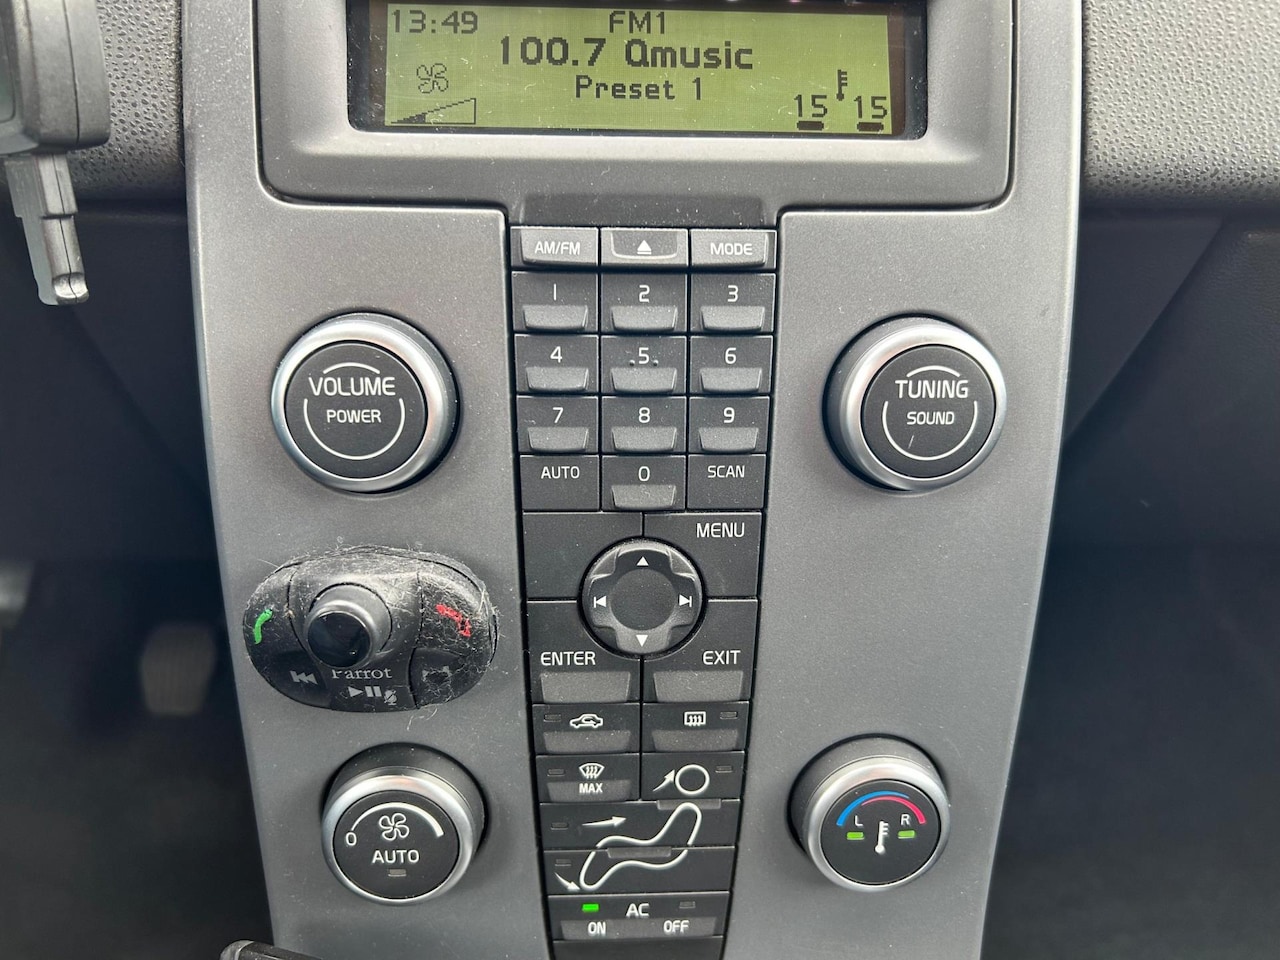 13:49 FM1
100.7 Qmusic
Preset 1
15 15
AM/FM MODE
1 2 3
4 5 6
VOLUME
POWER
TUNING
SOUND
7 8 9
AUTO 0 SCAN
MENU
ENTER EXIT
Parrot
MAX
0
AUTO
L R
AC
ON OFF